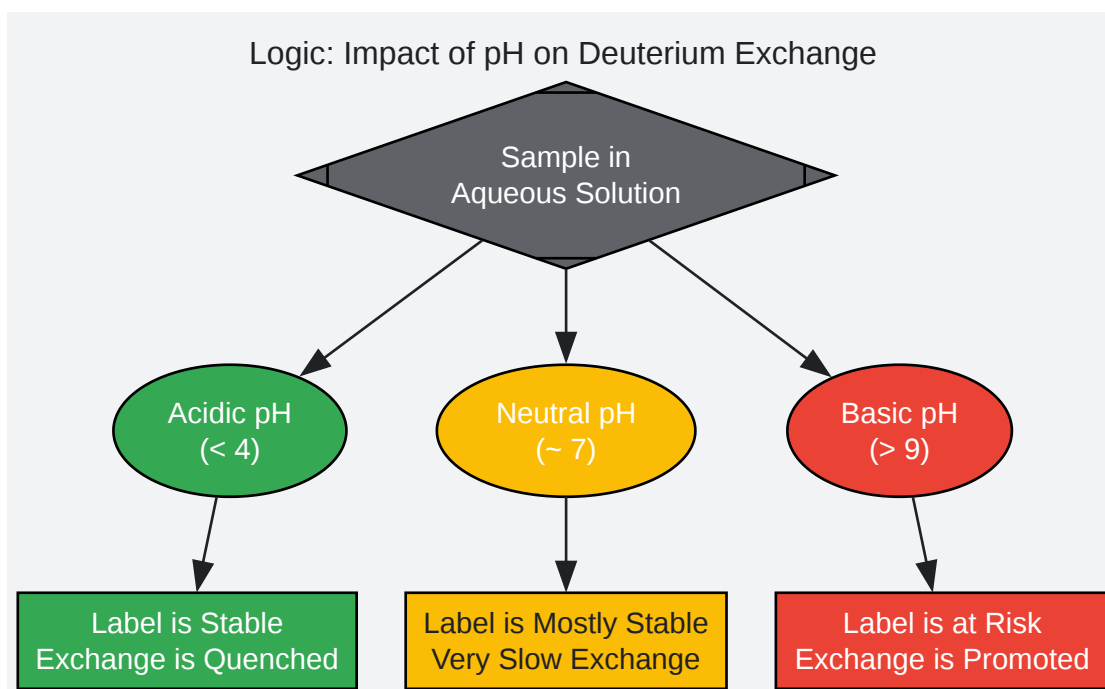 Logic: Impact of pH on Deuterium Exchange
Sample in
Aqueous Solution
Acidic pH
(< 4)
Neutral pH
(~ 7)
Basic pH
(> 9)
Label is Stable
Exchange is Quenched
Label is Mostly Stable
Very Slow Exchange
Label is at Risk
Exchange is Promoted